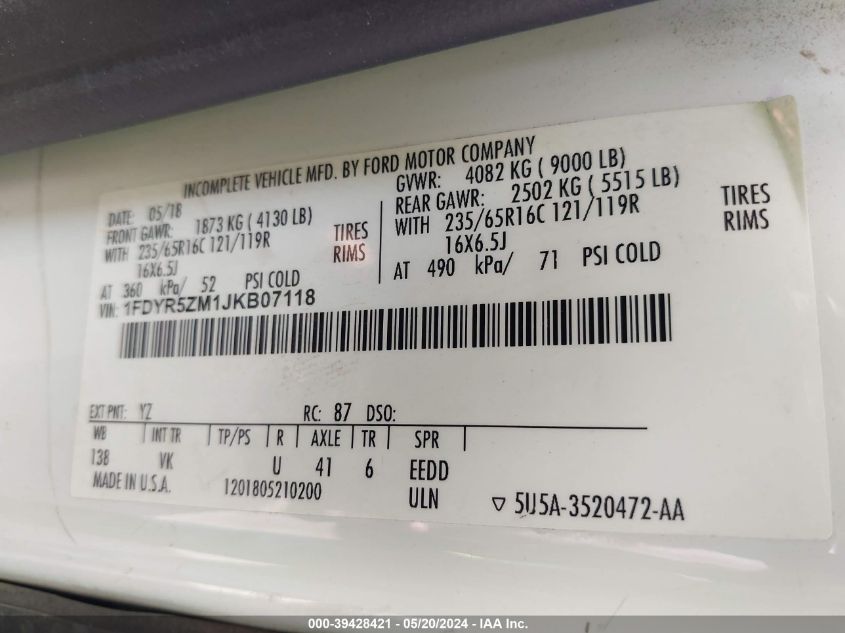 INCOMPLETE VEHICLE MFD. BY FORD MOTOR COMPANY
DATE: 05/18
FRONT GAWR: 1873 KG ( 4130 LB)
WITH 235/65R16C 121/119R TIRES
16X6.5J RIMS
AT 360 kPa/ 52 PSI COLD
GVWR: 4082 KG ( 9000 LB)
REAR GAWR: 2502 KG ( 5515 LB)
WITH 235/65R16C 121/119R TIRES
16X6.5J RIMS
AT 490 kPa/ 71 PSI COLD
VIN: 1FDYR5ZM1JKB07118
EXT PNT: YZ RC: 87 DSO:
WB INT TR TP/PS R AXLE TR SPR
138 VK U 41 6 EEDD
MADE IN U.S.A. 1201805210200 ULN ▽ 5U5A-3520472-AA
000-39428421 - 05/20/2024 - IAA Inc.